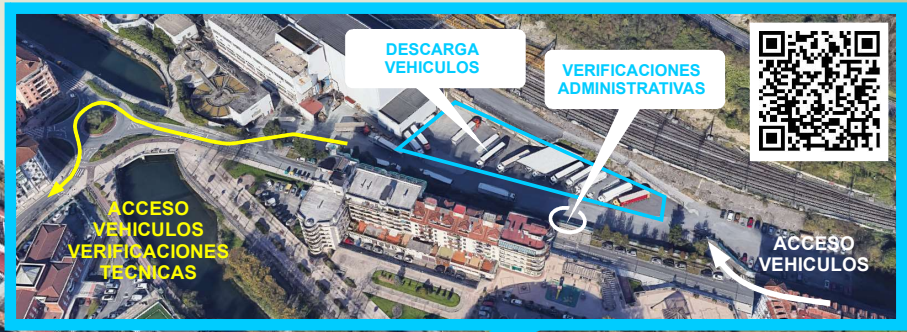 DESCARGA
VEHICULOS
VERIFICACIONES
ADMINISTRATIVAS
ACCESO
VEHICULOS
VERIFICACIONES
TECNICAS
ACCESO
VEHICULOS